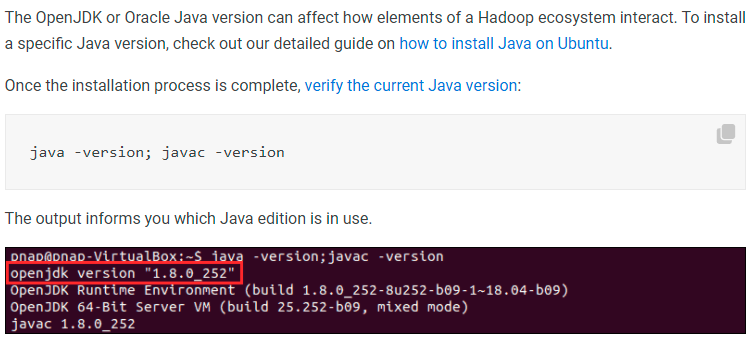 The OpenJDK or Oracle Java version can affect how elements of a Hadoop ecosystem interact. To install
a specific Java version, check out our detailed guide on how to install Java on Ubuntu.
Once the installation process is complete, verify the current Java version:
java -version; javac -version
The output informs you which Java edition is in use.
pnap@pnap-VirtualBox:~$ java -version;javac -version
openjdk version "1.8.0_252"
OpenJDK Runtime Environment (build 1.8.0_252-8u252-b09-1~18.04-b09)
OpenJDK 64-Bit Server VM (build 25.252-b09, mixed mode)
javac 1.8.0_252